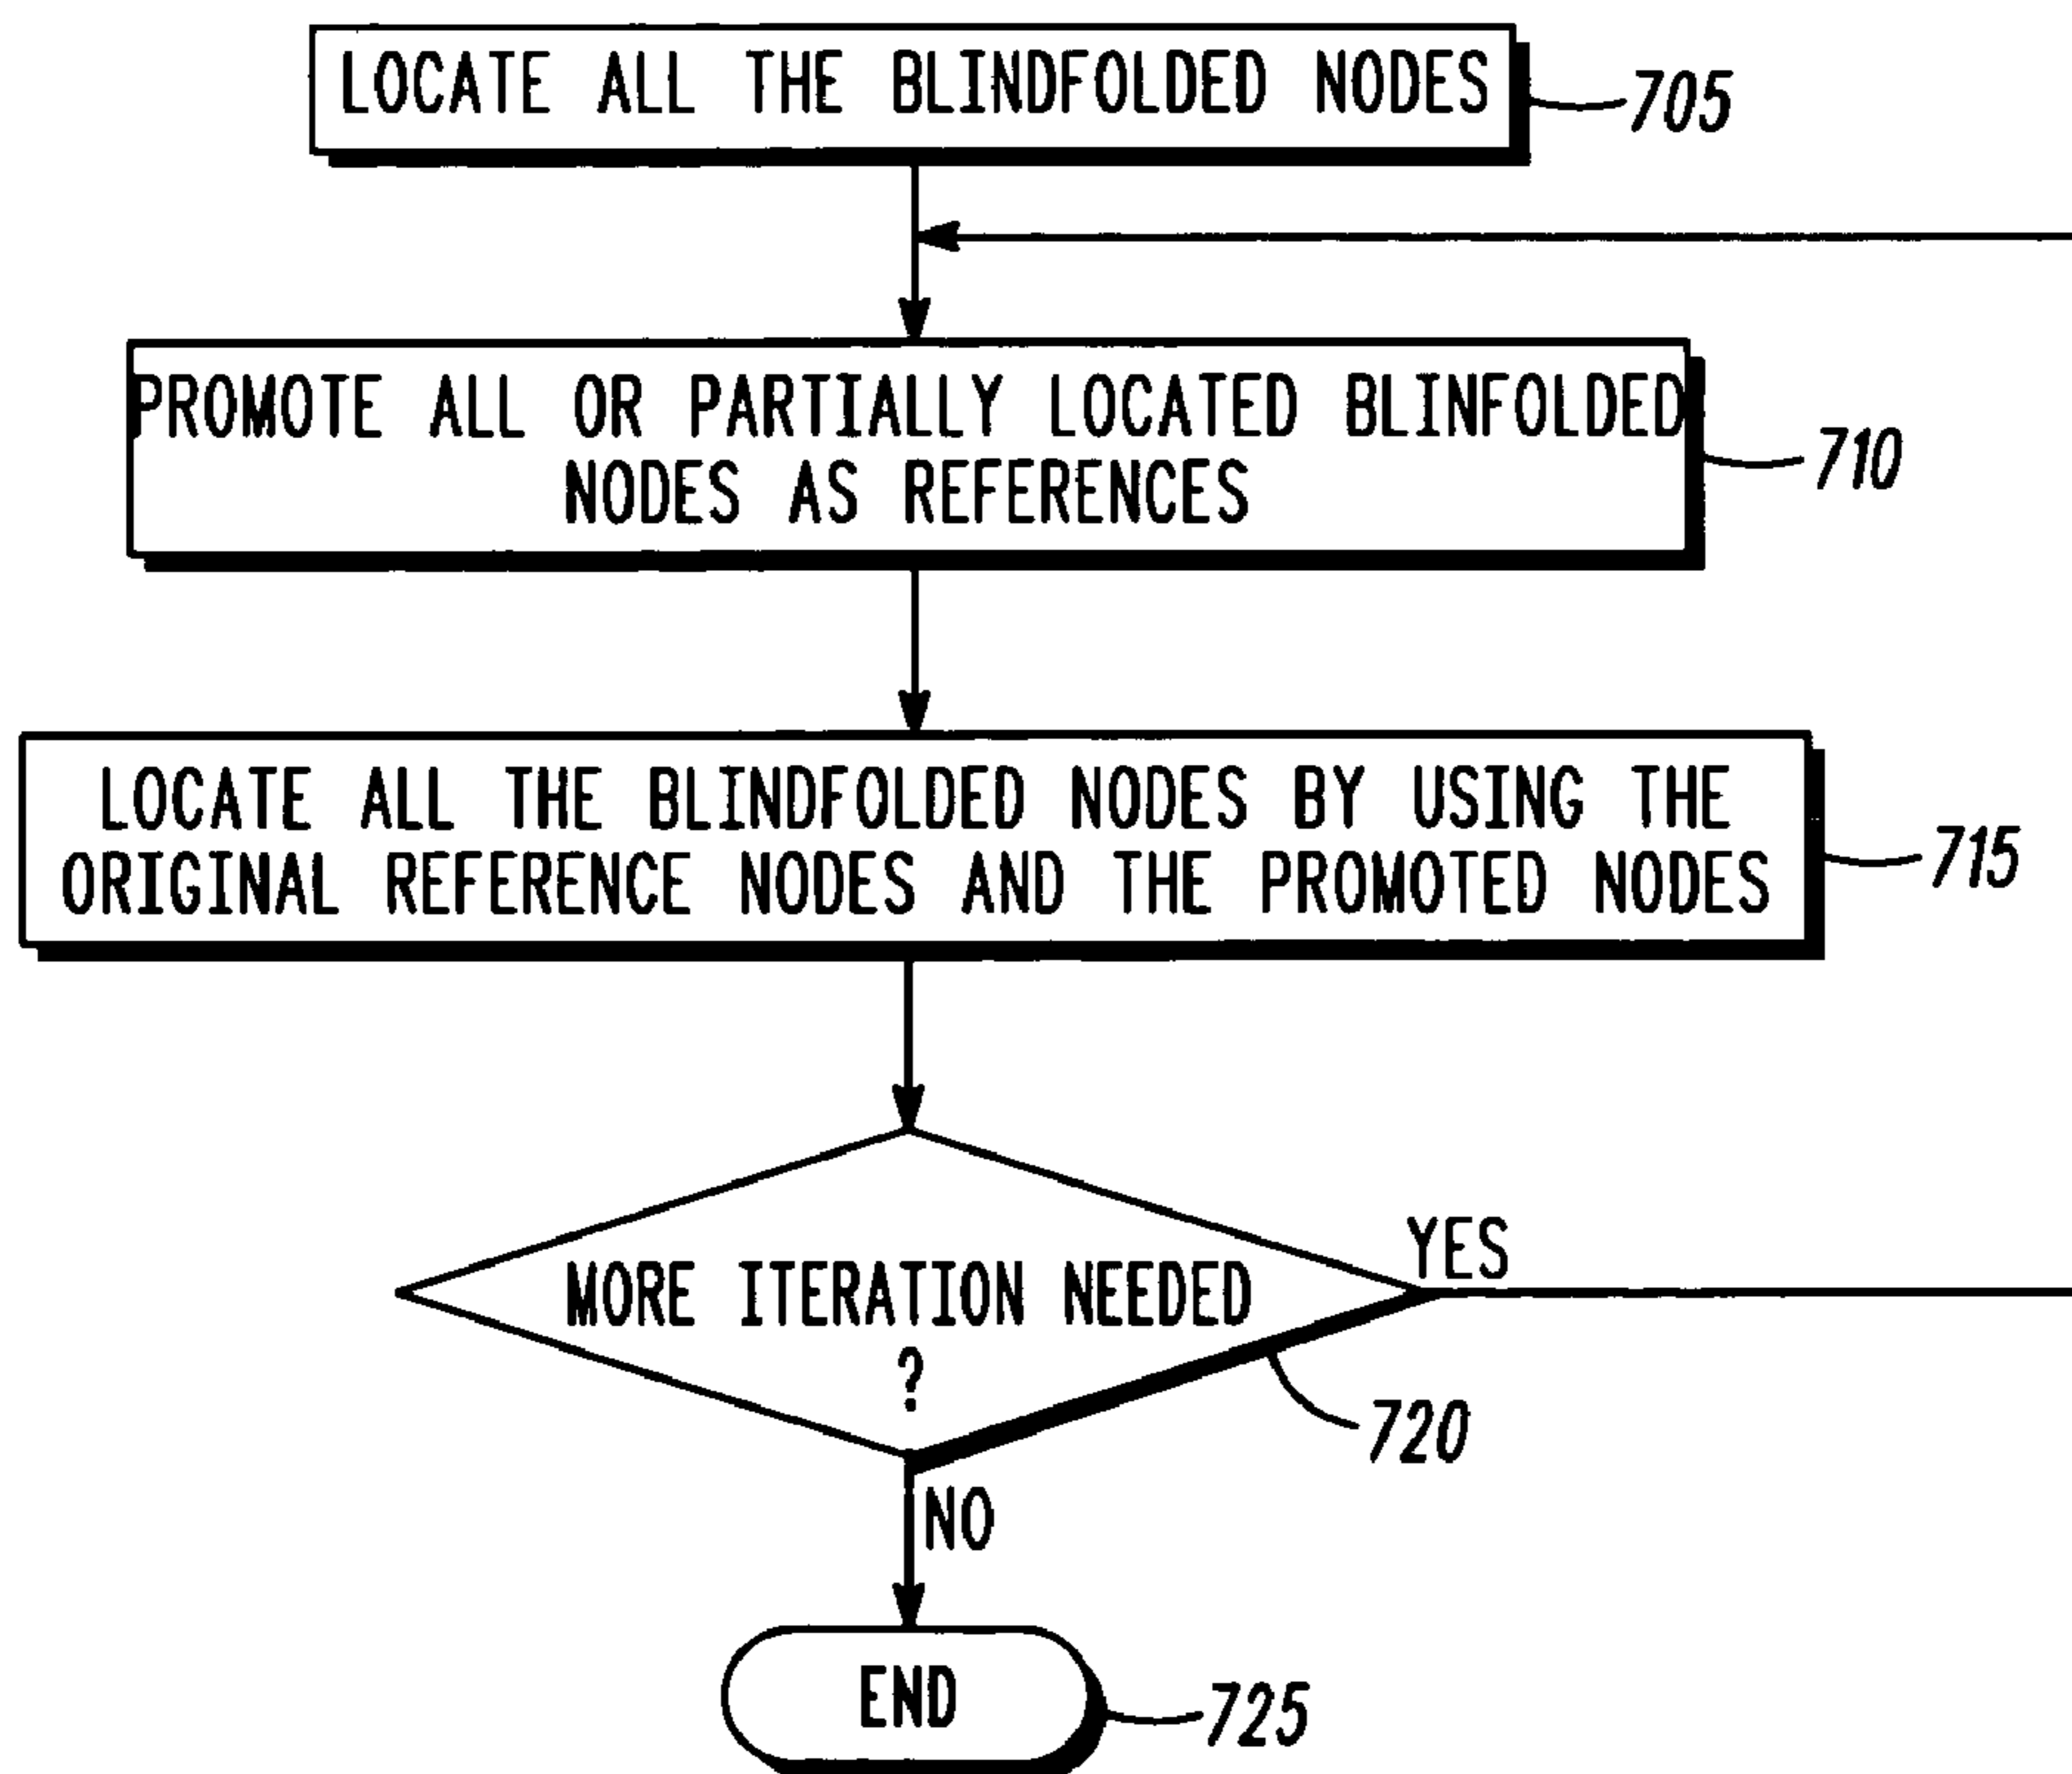 LOCATE ALL THE BLINDFOLDED NODES
705
PROMOTE ALL OR PARTIALLY LOCATED BLINFOLDED
NODES AS REFERENCES
710
LOCATE ALL THE BLINDFOLDED NODES BY USING THE
ORIGINAL REFERENCE NODES AND THE PROMOTED NODES
715
YES
MORE ITERATION NEEDED
?
720
NO
END
725